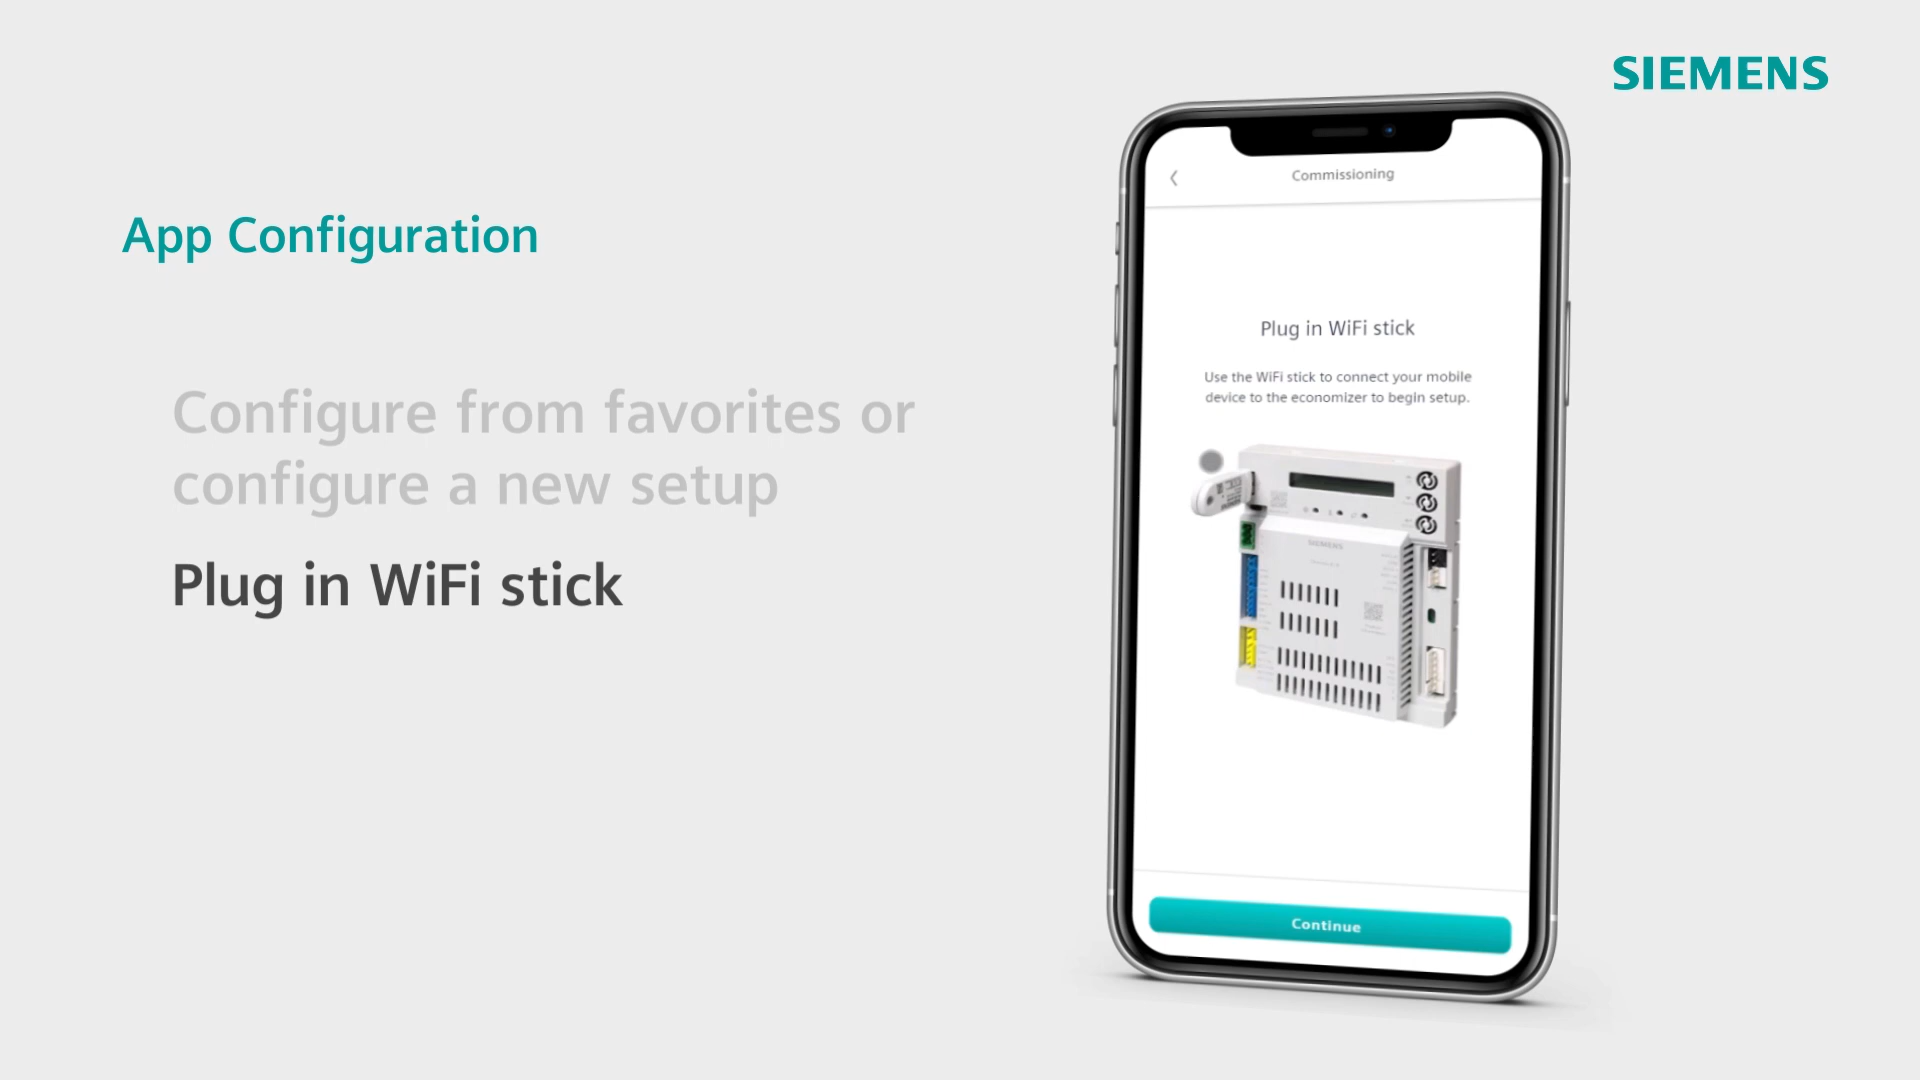 SIEMENS
App Configuration
Configure from favorites or
configure a new setup
Plug in WiFi stick
Commissioning
Plug in WiFi stick
Use the WiFi stick to connect your mobile
device to the economizer to begin setup.
SIEMENS
Continue